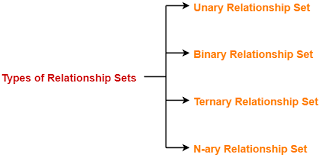 Unary Relationship Set
Binary Relationship Set
Types of Relationship Sets
Ternary Relationship Set
N-ary Relationship Set